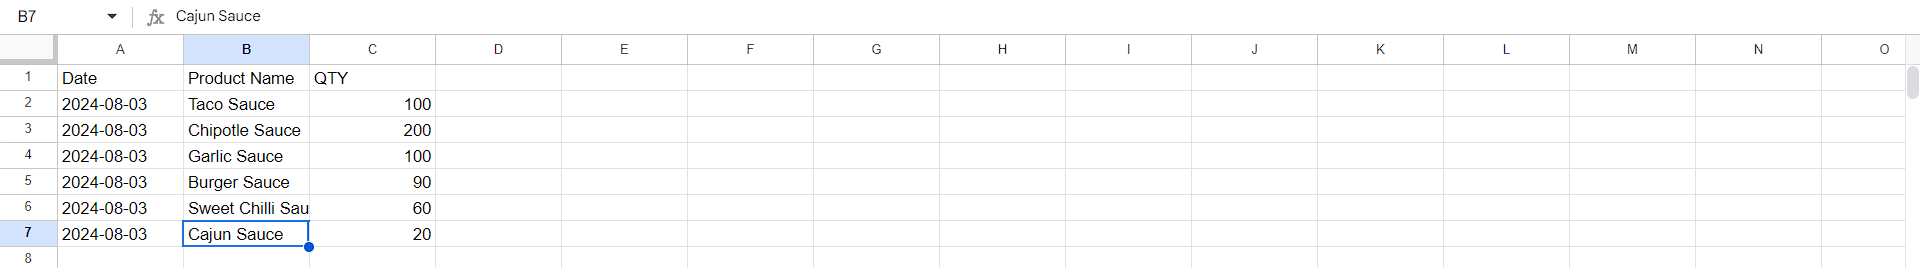 B7 fx Cajun Sauce
A B C D E F G H I J K L M N O
1 Date Product Name QTY
2 2024-08-03 Taco Sauce 100
3 2024-08-03 Chipotle Sauce 200
4 2024-08-03 Garlic Sauce 100
5 2024-08-03 Burger Sauce 90
6 2024-08-03 Sweet Chilli Sau 60
7 2024-08-03 Cajun Sauce 20
8